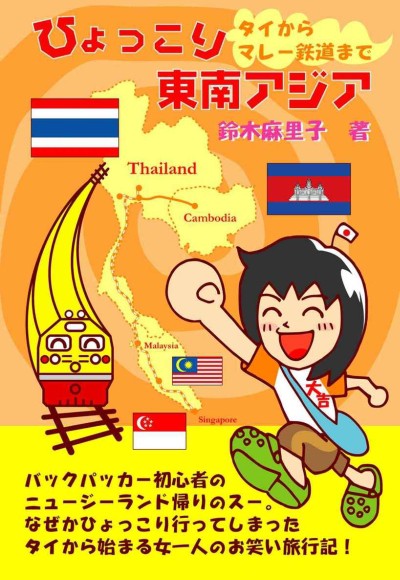 ひょっこり
タイから
マレー鉄道まで
東南アジア
鈴木麻里子 著
Thailand
Cambodia
Malaysia
Singapore
大吉
バックパッカー初心者の
ニュージーランド帰りのスー。
なぜかひょっこり行ってしまった
タイから始まる女一人のお笑い旅行記！